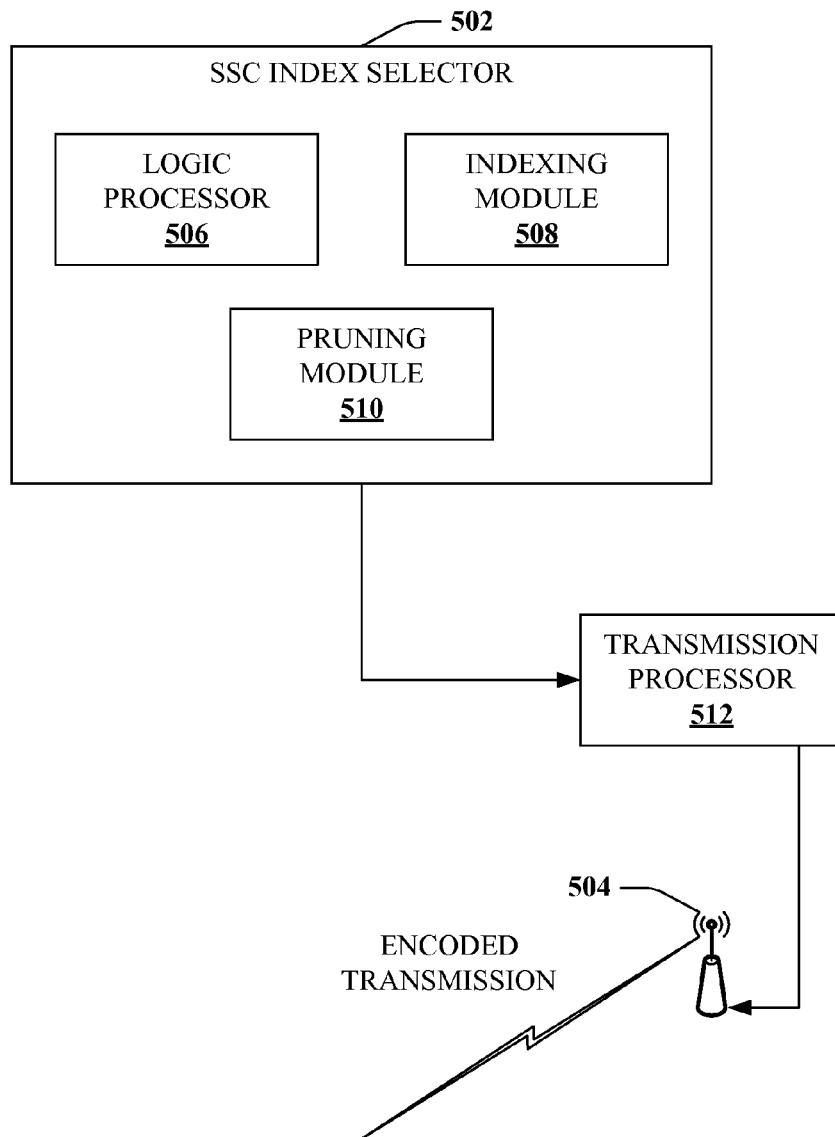 502
SSC INDEX SELECTOR
LOGIC
PROCESSOR
506
INDEXING
MODULE
508
PRUNING
MODULE
510
TRANSMISSION
PROCESSOR
512
504
ENCODED
TRANSMISSION